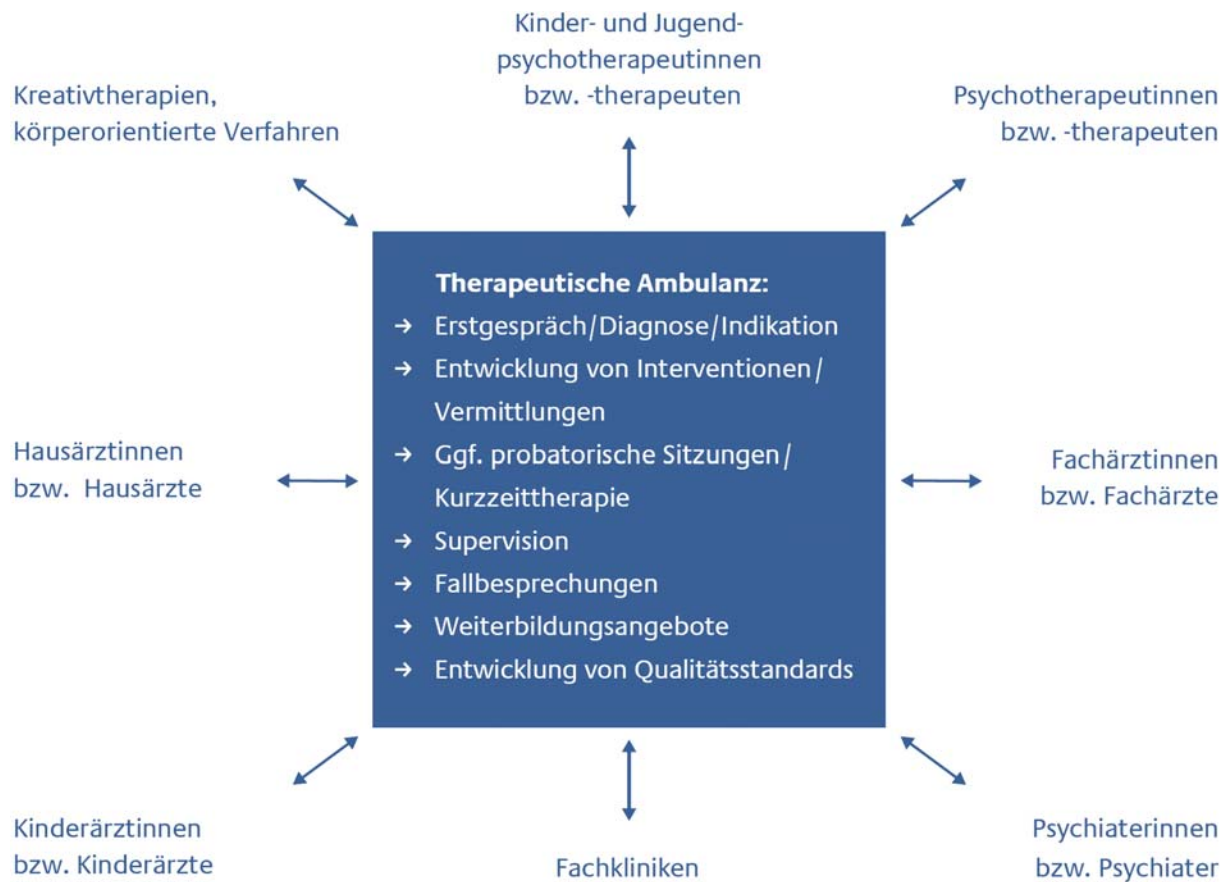 Kinder- und Jugend-
psychotherapeutinnen
bzw. -therapeuten
Kreativtherapien,
körperorientierte Verfahren
Psychotherapeutinnen
bzw. -therapeuten
Therapeutische Ambulanz:
→ Erstgespräch/Diagnose/Indikation
→ Entwicklung von Interventionen/
Vermittlungen
→ Ggf. probatorische Sitzungen/
Kurzzeittherapie
→ Supervision
→ Fallbesprechungen
→ Weiterbildungsangebote
→ Entwicklung von Qualitätsstandards
Hausärztinnen
bzw. Hausärzte
Fachärztinnen
bzw. Fachärzte
Kinderärztinnen
bzw. Kinderärzte
Fachkliniken
Psychiaterinnen
bzw. Psychiater